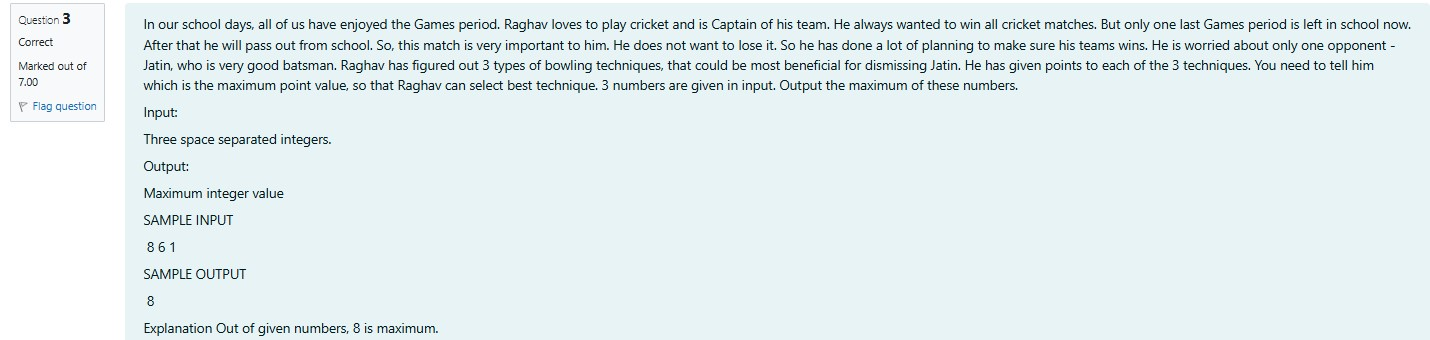 Question 3
Correct
Marked out of
7.00
Flag question
In our school days, all of us have enjoyed the Games period. Raghav loves to play cricket and is Captain of his team. He always wanted to win all cricket matches. But only one last Games period is left in school now.
After that he will pass out from school. So, this match is very important to him. He does not want to lose it. So he has done a lot of planning to make sure his teams wins. He is worried about only one opponent -
Jatin, who is very good batsman. Raghav has figured out 3 types of bowling techniques, that could be most beneficial for dismissing Jatin. He has given points to each of the 3 techniques. You need to tell him
which is the maximum point value, so that Raghav can select best technique. 3 numbers are given in input. Output the maximum of these numbers.
Input:
Three space separated integers.
Output:
Maximum integer value
SAMPLE INPUT
8 6 1
SAMPLE OUTPUT
8
Explanation Out of given numbers, 8 is maximum.